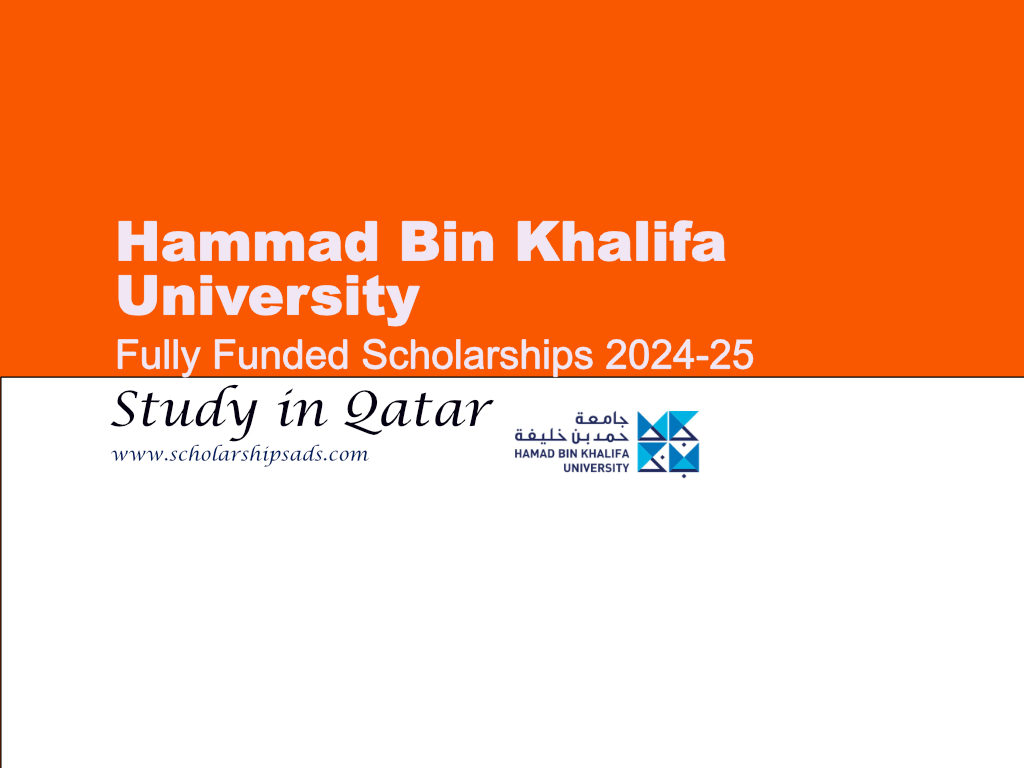 Hammad Bin Khalifa
University
Fully Funded Scholarships 2024-25
Study in Qatar
www.scholarshipsads.com
جامعة
حمد بن خليفة
HAMAD BIN KHALIFA
UNIVERSITY